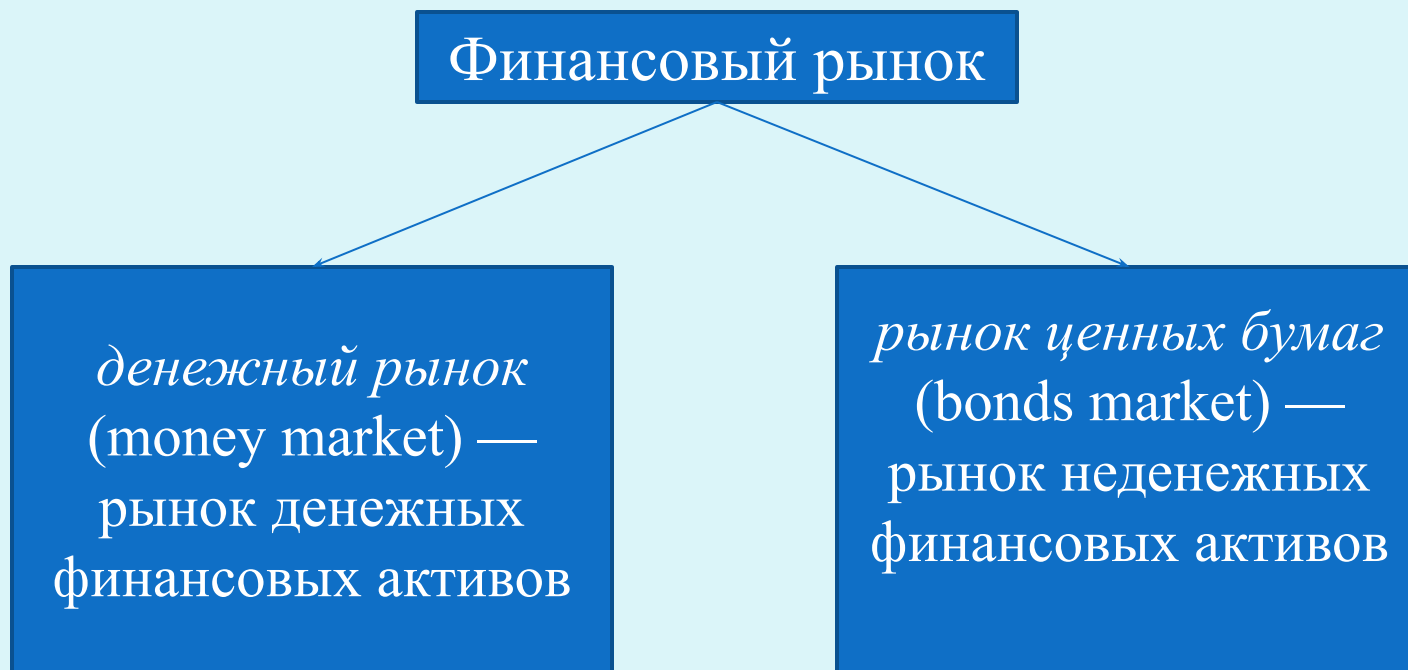 Финансовый рынок
денежный рынок
(money market) —
рынок денежных
финансовых активов
рынок ценных бумаг
(bonds market) —
рынок неденежных
финансовых активов